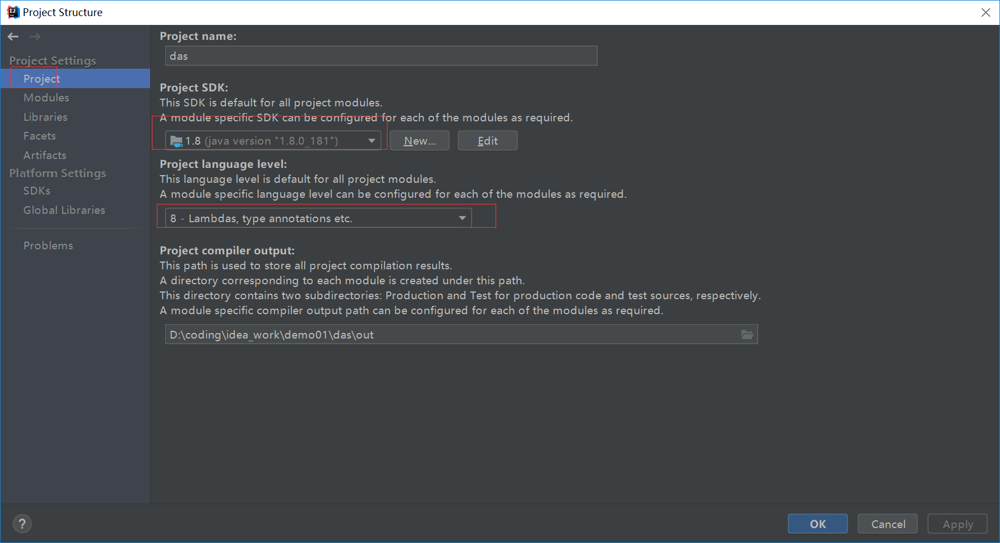 Project Structure
Project Settings
Project
Modules
Libraries
Facets
Artifacts
Platform Settings
SDKs
Global Libraries
Problems
Project name:
das
Project SDK:
This SDK is default for all project modules.
A module specific SDK can be configured for each of the modules as required.
1.8 (java version "1.8.0_181")
New...
Edit
Project language level:
This language level is default for all project modules.
A module specific language level can be configured for each of the modules as required.
8 - Lambdas, type annotations etc.
Project compiler output:
This path is used to store all project compilation results.
A directory corresponding to each module is created under this path.
This directory contains two subdirectories: Production and Test for production code and test sources, respectively.
A module specific compiler output path can be configured for each of the modules as required.
D:\coding\idea_work\demo01\das\out
?
OK
Cancel
Apply